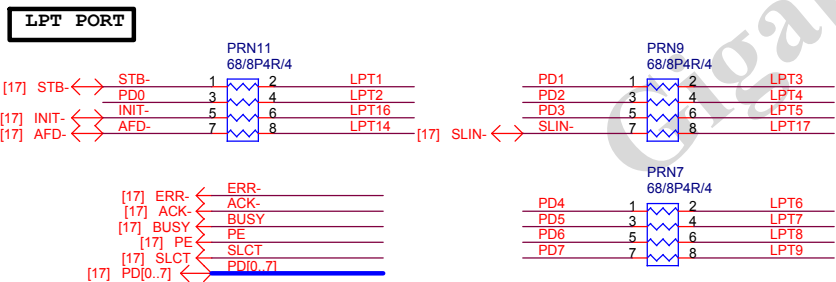 LPT PORT
PRN11
68/8P4R/4
[17] STB- STB- 1 2 LPT1
PD0 3 4 LPT2
[17] INIT- INIT- 5 6 LPT16
[17] AFD- AFD- 7 8 LPT14
PRN9
68/8P4R/4
PD1 1 2 LPT3
PD2 3 4 LPT4
PD3 5 6 LPT5
[17] SLIN- SLIN- 7 8 LPT17
[17] ERR- ERR-
[17] ACK- ACK-
[17] BUSY BUSY
[17] PE PE
[17] SLCT SLCT
[17] PD[0..7] PD[0..7]
PRN7
68/8P4R/4
PD4 1 2 LPT6
PD5 3 4 LPT7
PD6 5 6 LPT8
PD7 7 8 LPT9
Giga